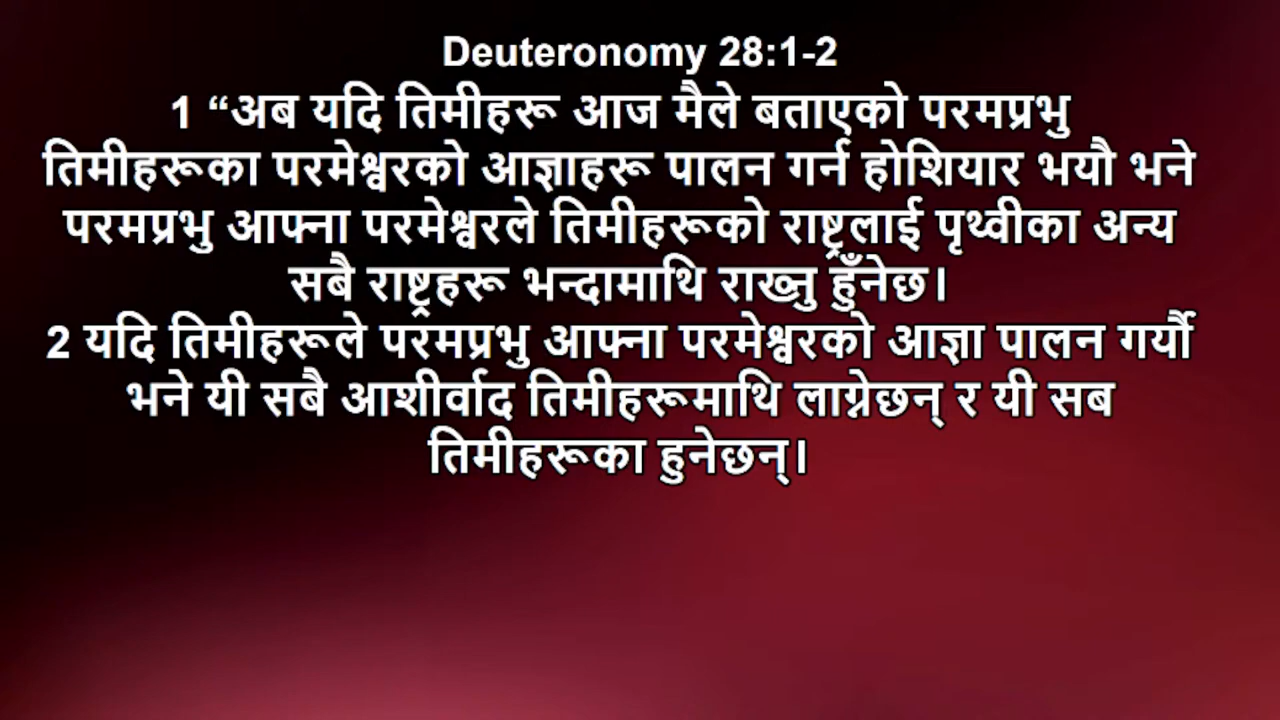 Deuteronomy 28:1-2
1 “अब यदि तिमीहरू आज मैले बताएको परमप्रभु
तिमीहरूका परमेश्वरको आज्ञाहरू पालन गर्न होशियार भयौ भने
परमप्रभु आफ्ना परमेश्वरले तिमीहरूको राष्ट्रलाई पृथ्वीका अन्य
सबै राष्ट्रहरू भन्दामाथि राख्नु हुँनेछ।
2 यदि तिमीहरूले परमप्रभु आफ्ना परमेश्वरको आज्ञा पालन गर्यौ
भने यी सबै आशीर्वाद तिमीहरूमाथि लाग्नेछन् र यी सब
तिमीहरूका हुनेछन्।